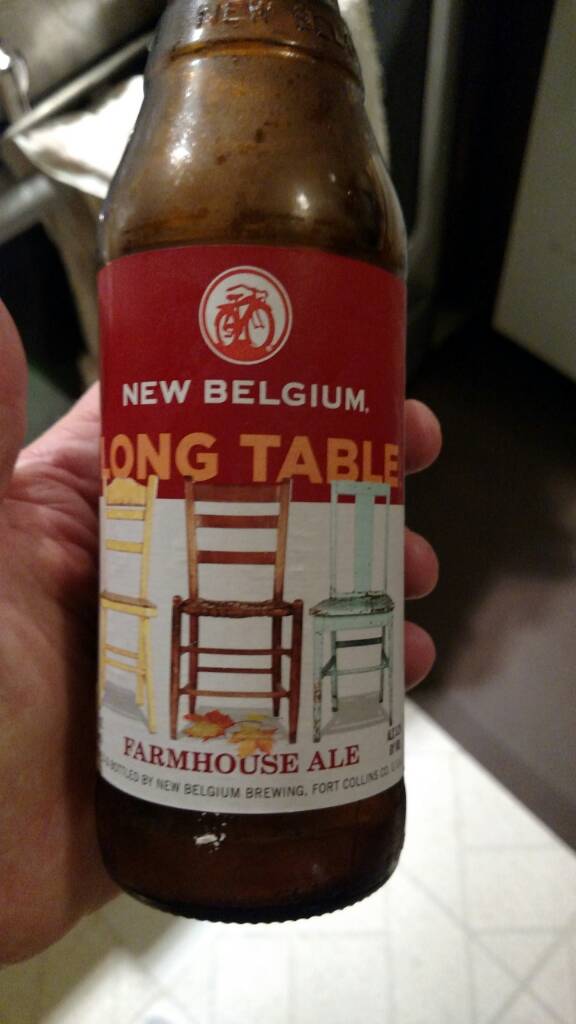 NEW BELGIUM.
LONG TABLE
FARMHOUSE ALE
BOTTLED BY NEW BELGIUM BREWING, FORT COLLINS CO,